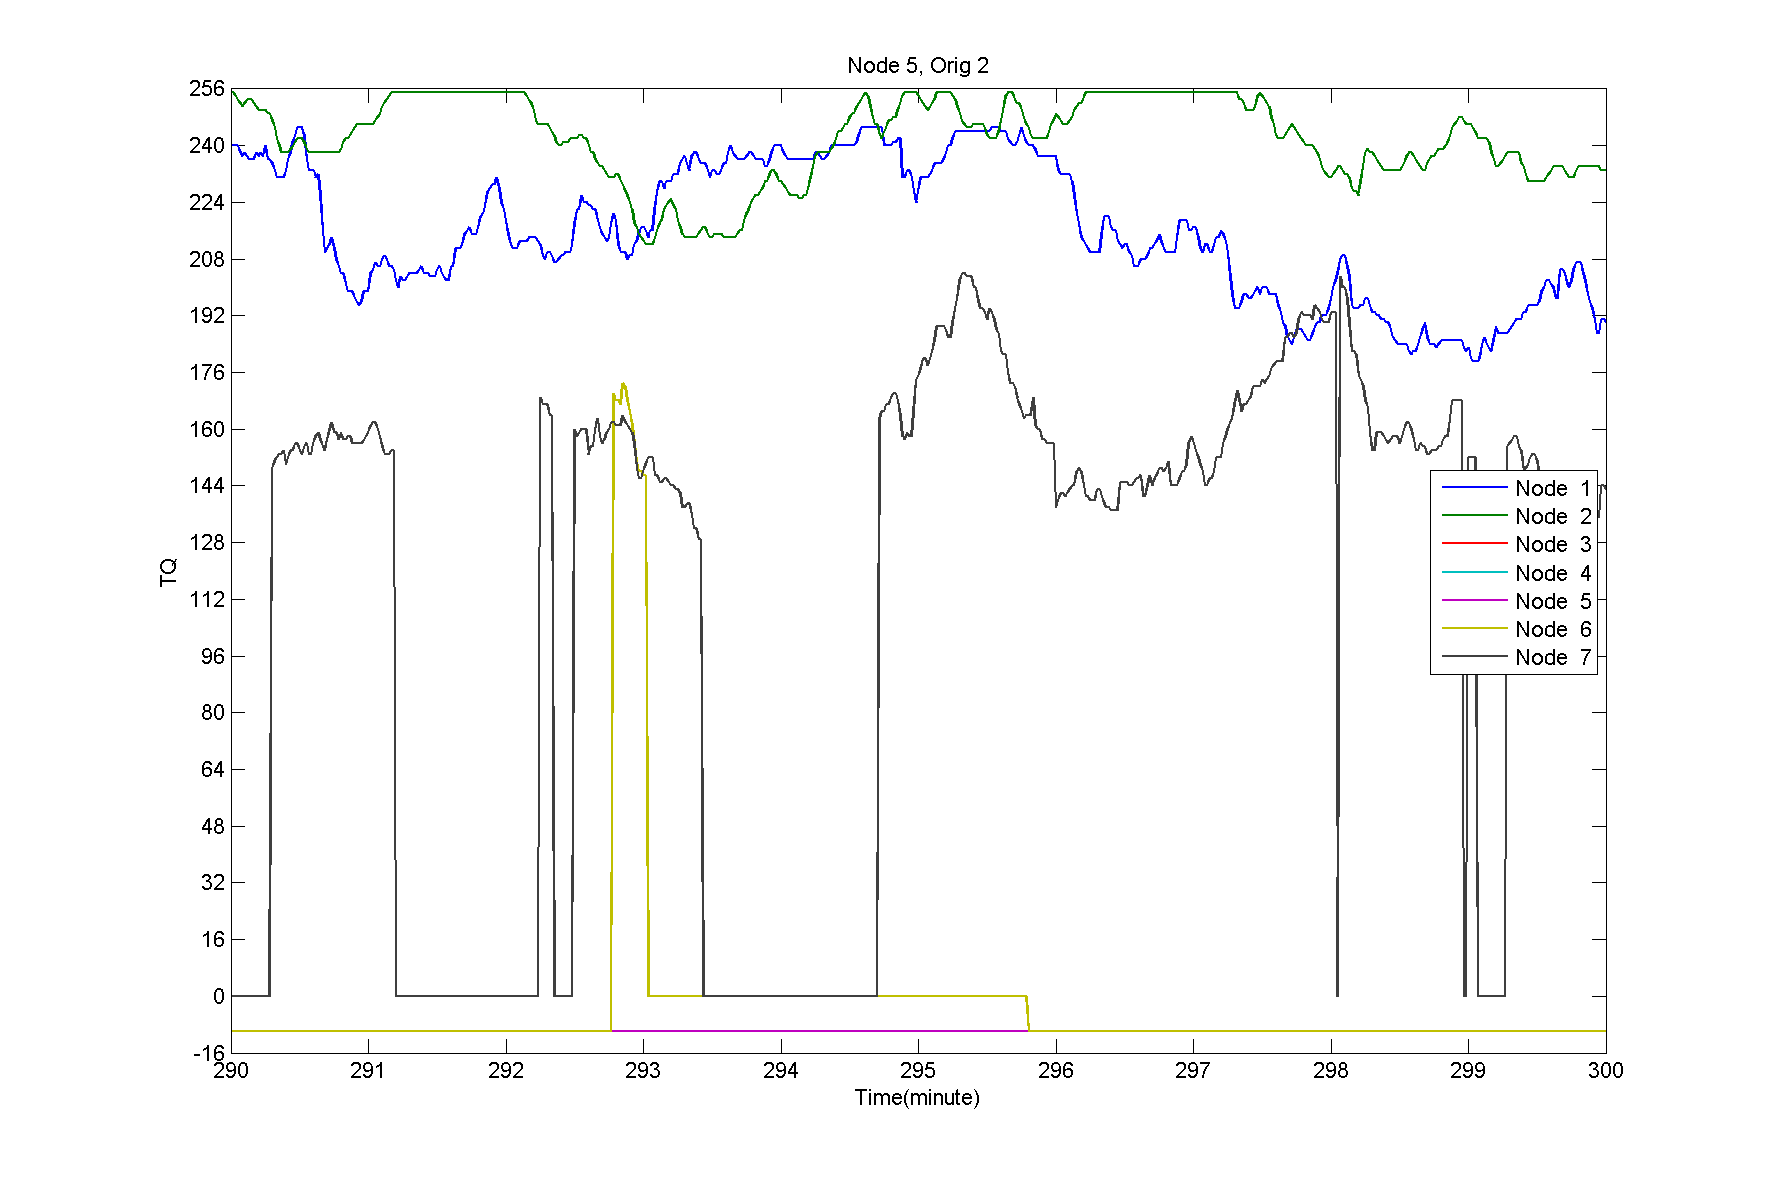 Node 5, Orig 2
256
240
224
208
192
176
160
144
128
112
96
80
64
48
32
16
0
-16
TQ
Node 1
Node 2
Node 3
Node 4
Node 5
Node 6
Node 7
290 291 292 293 294 295 296 297 298 299 300
Time(minute)